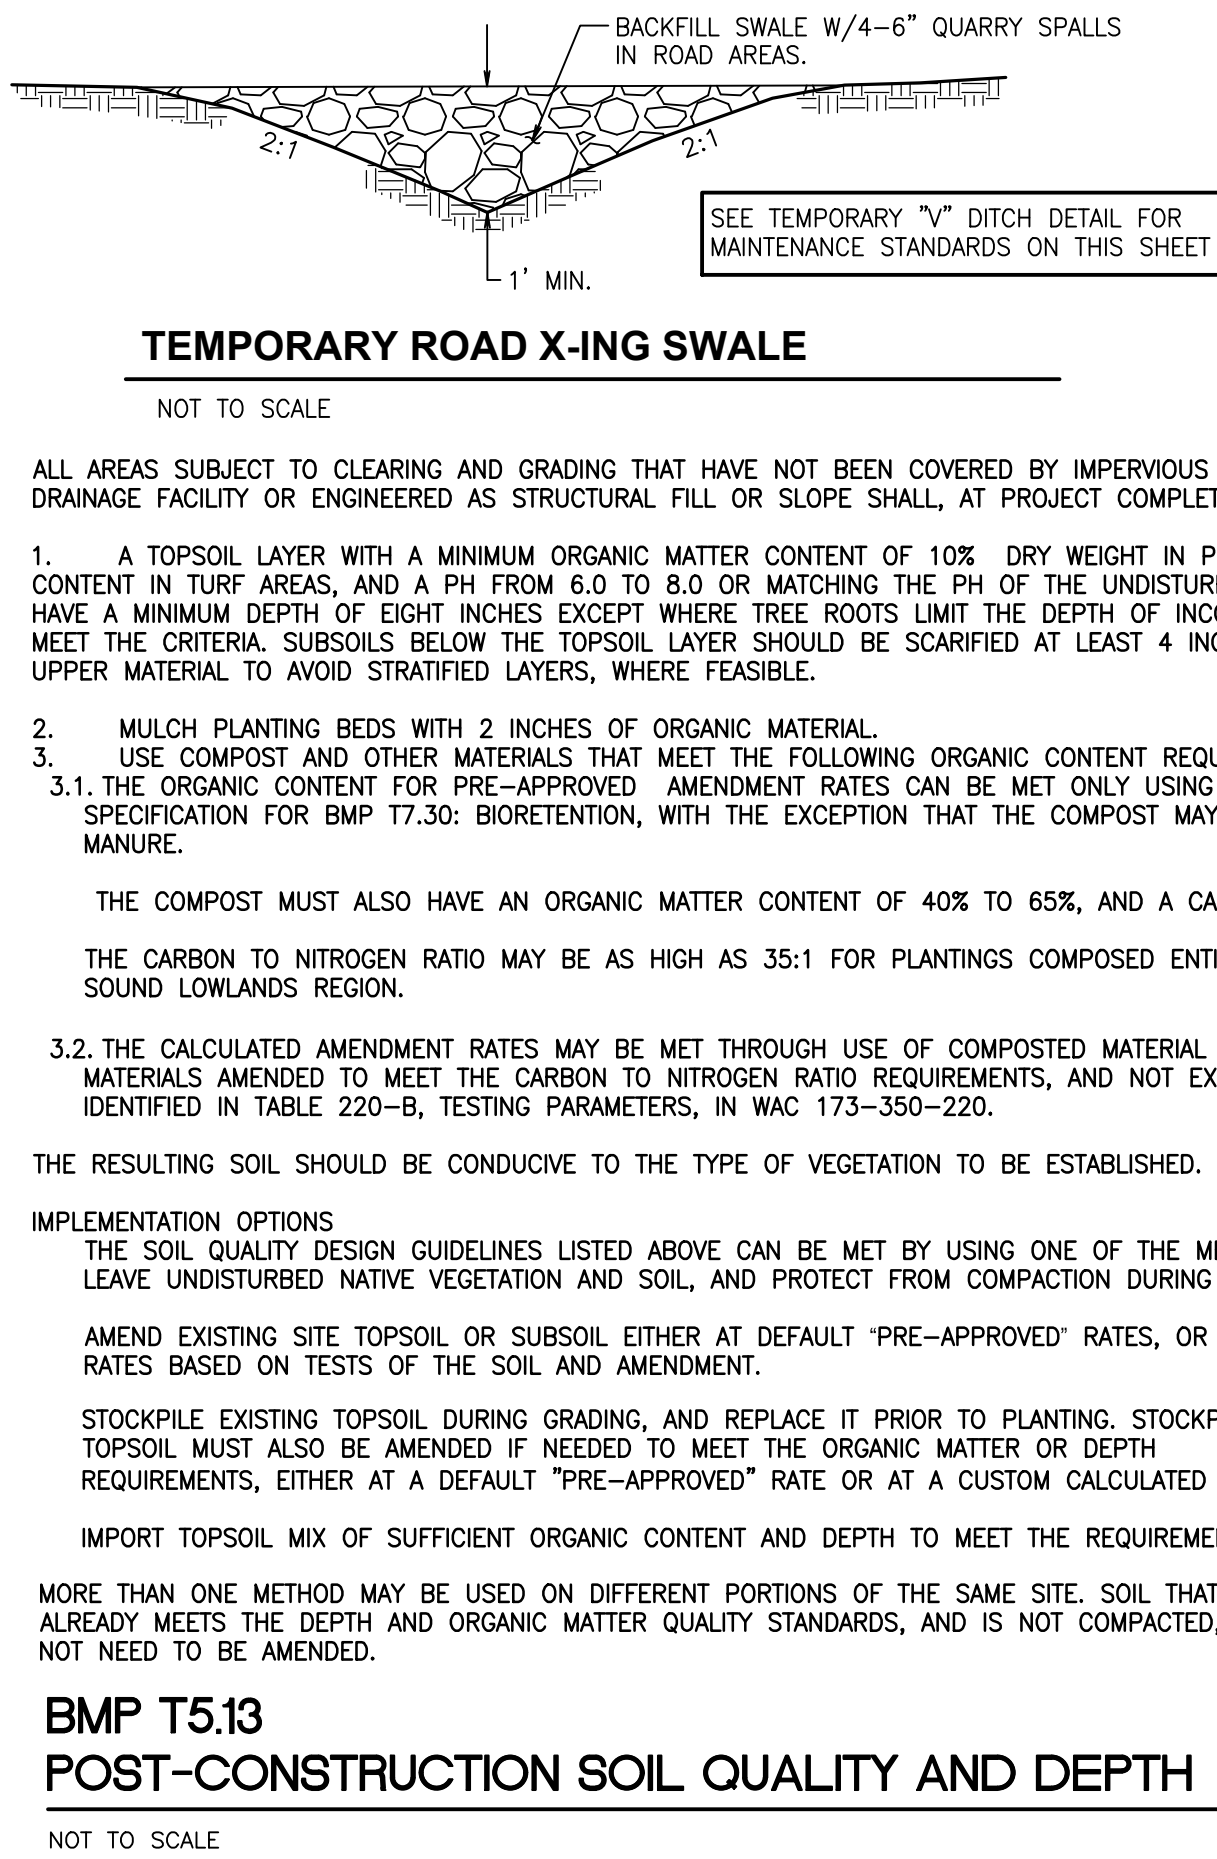 BACKFILL SWALE W/4-6" QUARRY SPALLS
IN ROAD AREAS.
2:1
2:1
SEE TEMPORARY "V" DITCH DETAIL FOR
MAINTENANCE STANDARDS ON THIS SHEET
1' MIN.
TEMPORARY ROAD X-ING SWALE
NOT TO SCALE
ALL AREAS SUBJECT TO CLEARING AND GRADING THAT HAVE NOT BEEN COVERED BY IMPERVIOUS
DRAINAGE FACILITY OR ENGINEERED AS STRUCTURAL FILL OR SLOPE SHALL, AT PROJECT COMPLET
1. A TOPSOIL LAYER WITH A MINIMUM ORGANIC MATTER CONTENT OF 10% DRY WEIGHT IN P
CONTENT IN TURF AREAS, AND A PH FROM 6.0 TO 8.0 OR MATCHING THE PH OF THE UNDISTUR
HAVE A MINIMUM DEPTH OF EIGHT INCHES EXCEPT WHERE TREE ROOTS LIMIT THE DEPTH OF INCO
MEET THE CRITERIA. SUBSOILS BELOW THE TOPSOIL LAYER SHOULD BE SCARIFIED AT LEAST 4 INC
UPPER MATERIAL TO AVOID STRATIFIED LAYERS, WHERE FEASIBLE.
2. MULCH PLANTING BEDS WITH 2 INCHES OF ORGANIC MATERIAL.
3. USE COMPOST AND OTHER MATERIALS THAT MEET THE FOLLOWING ORGANIC CONTENT REQU
3.1. THE ORGANIC CONTENT FOR PRE-APPROVED AMENDMENT RATES CAN BE MET ONLY USING
SPECIFICATION FOR BMP T7.30: BIORETENTION, WITH THE EXCEPTION THAT THE COMPOST MAY
MANURE.
THE COMPOST MUST ALSO HAVE AN ORGANIC MATTER CONTENT OF 40% TO 65%, AND A CA
THE CARBON TO NITROGEN RATIO MAY BE AS HIGH AS 35:1 FOR PLANTINGS COMPOSED ENTI
SOUND LOWLANDS REGION.
3.2. THE CALCULATED AMENDMENT RATES MAY BE MET THROUGH USE OF COMPOSTED MATERIAL
MATERIALS AMENDED TO MEET THE CARBON TO NITROGEN RATIO REQUIREMENTS, AND NOT EX
IDENTIFIED IN TABLE 220-B, TESTING PARAMETERS, IN WAC 173-350-220.
THE RESULTING SOIL SHOULD BE CONDUCIVE TO THE TYPE OF VEGETATION TO BE ESTABLISHED.
IMPLEMENTATION OPTIONS
THE SOIL QUALITY DESIGN GUIDELINES LISTED ABOVE CAN BE MET BY USING ONE OF THE ME
LEAVE UNDISTURBED NATIVE VEGETATION AND SOIL, AND PROTECT FROM COMPACTION DURING
AMEND EXISTING SITE TOPSOIL OR SUBSOIL EITHER AT DEFAULT "PRE-APPROVED" RATES, OR
RATES BASED ON TESTS OF THE SOIL AND AMENDMENT.
STOCKPILE EXISTING TOPSOIL DURING GRADING, AND REPLACE IT PRIOR TO PLANTING. STOCKP
TOPSOIL MUST ALSO BE AMENDED IF NEEDED TO MEET THE ORGANIC MATTER OR DEPTH
REQUIREMENTS, EITHER AT A DEFAULT "PRE-APPROVED" RATE OR AT A CUSTOM CALCULATED
IMPORT TOPSOIL MIX OF SUFFICIENT ORGANIC CONTENT AND DEPTH TO MEET THE REQUIREME
MORE THAN ONE METHOD MAY BE USED ON DIFFERENT PORTIONS OF THE SAME SITE. SOIL THAT
ALREADY MEETS THE DEPTH AND ORGANIC MATTER QUALITY STANDARDS, AND IS NOT COMPACTED,
NOT NEED TO BE AMENDED.
BMP T5.13
POST-CONSTRUCTION SOIL QUALITY AND DEPTH
NOT TO SCALE